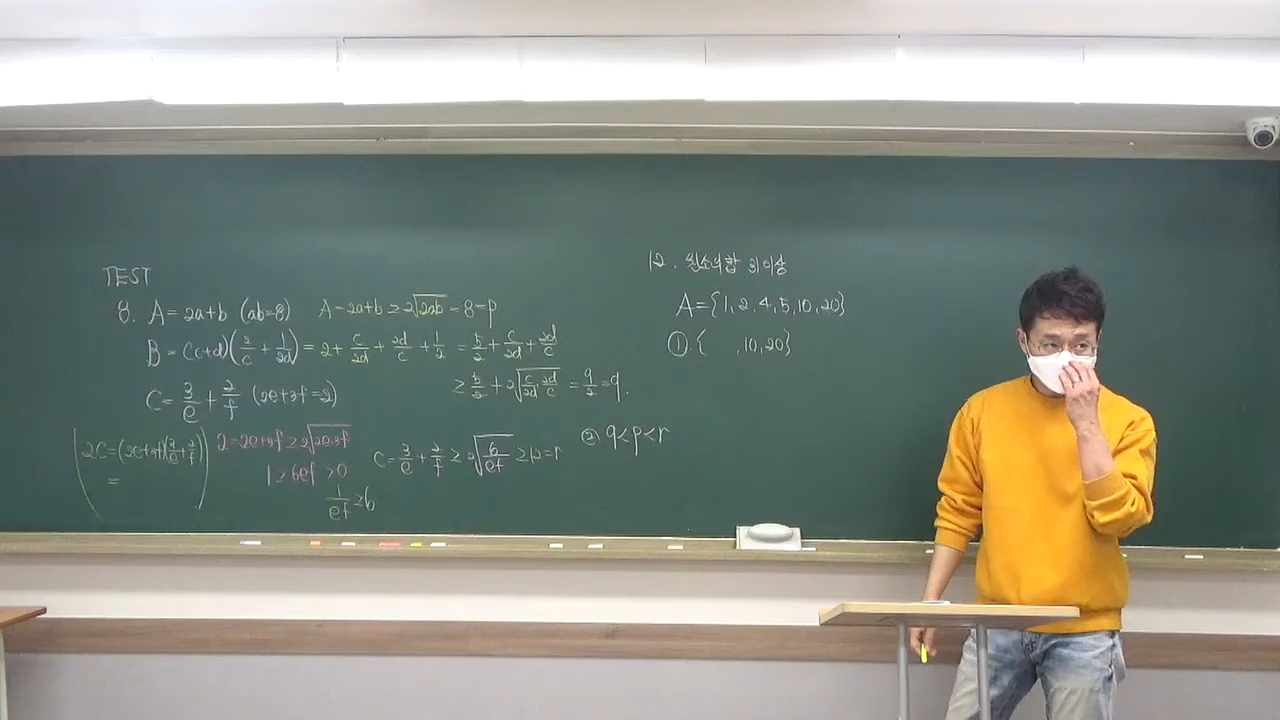 TEST
8. A = 2a+b (ab=8) A=2a+b ≥ 2√(2ab) = 8 = p
B = (c+d)(2/c + 1/2d) = 2 + c/2d + 2d/c + 1/2 = 5/2 + c/2d + 2d/c
≥ 5/2 + 2√(c/2d · 2d/c) = 9/2 = q.
C = 3/e + 2/f (2e+3f=2)
2C = (2e+3f)(3/e + 2/f)
=
2 = 2e+3f ≥ 2√(2e·3f)
1 ≥ 6ef > 0
1/ef ≥ 6
C = 3/e + 2/f ≥ 2√(6/ef) ≥ 12 = r
② q<p<r
12. 원소의 합 이상
A = {1, 2, 4, 5, 10, 20}
① { , 10, 20}